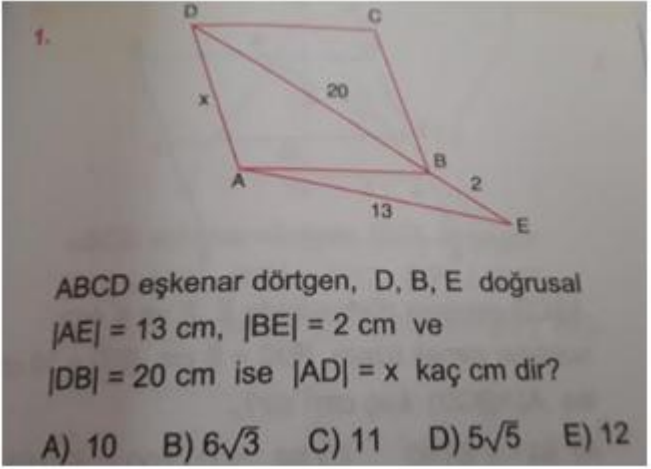 1.
D
C
x
20
A
B
2
13
E
ABCD eşkenar dörtgen, D, B, E doğrusal
|AE| = 13 cm, |BE| = 2 cm ve
|DB| = 20 cm ise |AD| = x kaç cm dir?
A) 10 B) 6√3 C) 11 D) 5√5 E) 12